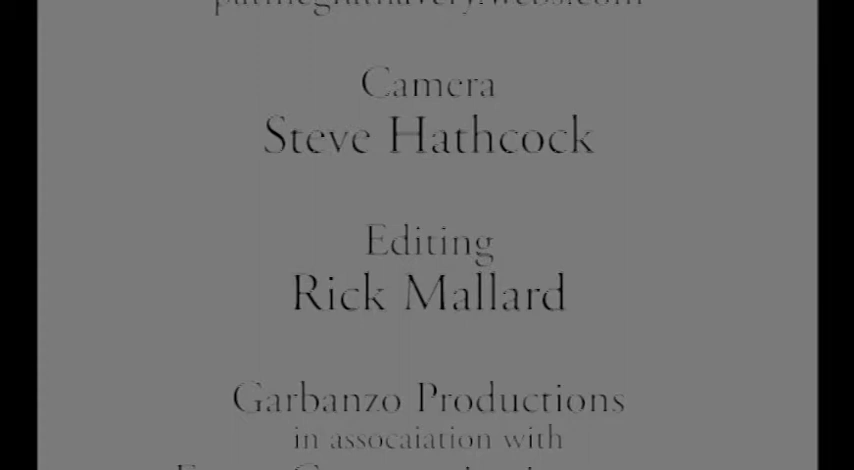 Camera
Steve Hathcock
Editing
Rick Mallard
Garbanzo Productions
in assocaiation with